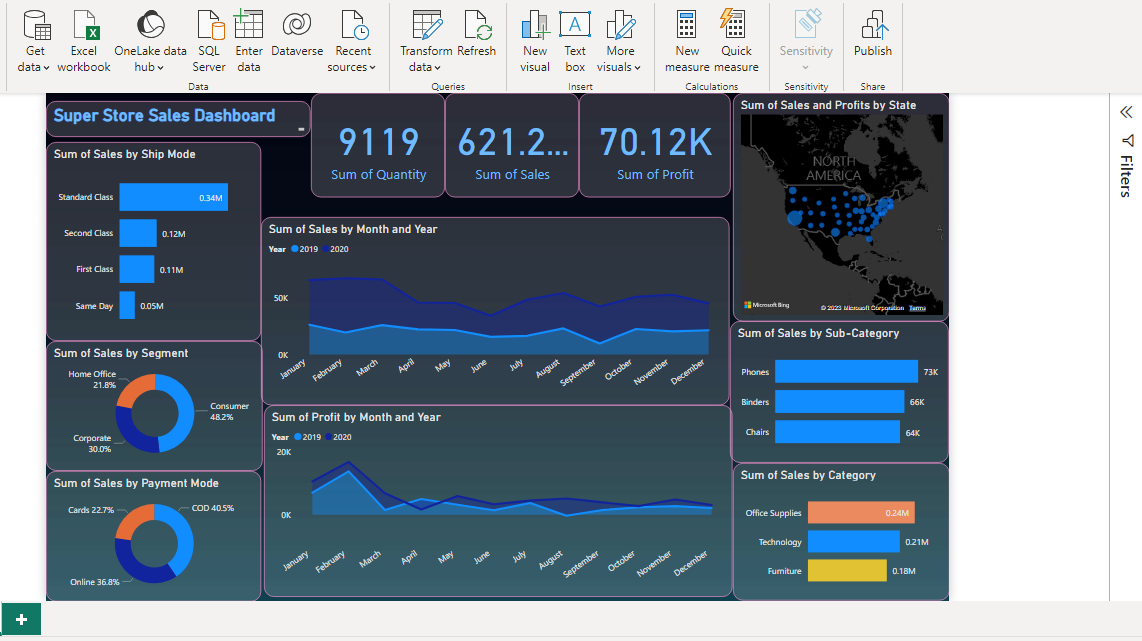 Get data
Excel workbook
OneLake data hub
SQL Server
Enter data
Dataverse
Recent sources
Data
Transform data
Refresh
Queries
New visual
Text box
More visuals
Insert
New measure
Quick measure
Calculations
Sensitivity
Sensitivity
Publish
Share
Filters
Super Store Sales Dashboard
9119
Sum of Quantity
621.2...
Sum of Sales
70.12K
Sum of Profit
Sum of Sales and Profits by State
NORTH
AMERICA
Microsoft Bing
© 2023 Microsoft Corporation Terms
Sum of Sales by Ship Mode
Standard Class 0.34M
Second Class 0.12M
First Class 0.11M
Same Day 0.05M
Sum of Sales by Month and Year
Year 2019 2020
50K
0K
January February March April May June July August September October November December
Sum of Sales by Segment
Home Office
21.8%
Consumer
48.2%
Corporate
30.0%
Sum of Sales by Sub-Category
Phones 73K
Binders 66K
Chairs 64K
Sum of Profit by Month and Year
Year 2019 2020
20K
0K
January February March April May June July August September October November December
Sum of Sales by Payment Mode
Cards 22.7%
COD 40.5%
Online 36.8%
Sum of Sales by Category
Office Supplies 0.24M
Technology 0.21M
Furniture 0.18M